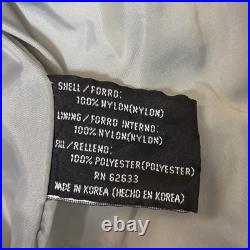 SHELL/FORRO:
100% NYLON(NYLON)
LINING/FORRO INTERNO:
100% NYLON(NYLON)
FILL/RELLENO:
100% POLYESTER(POLYESTER)
RN 62633
MADE IN KOREA (HECHO EN KOREA)